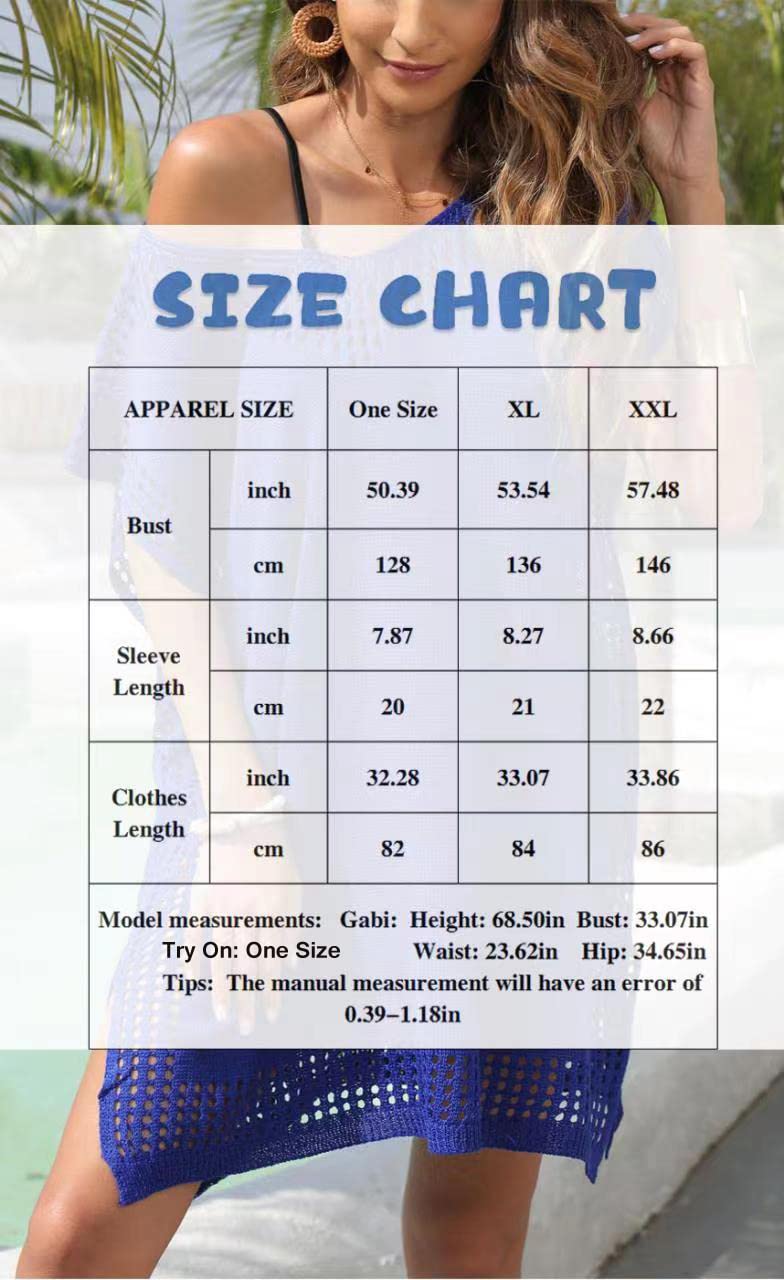 SIZE CHART
APPAREL SIZE One Size XL XXL
Bust inch 50.39 53.54 57.48
cm 128 136 146
Sleeve Length inch 7.87 8.27 8.66
cm 20 21 22
Clothes Length inch 32.28 33.07 33.86
cm 82 84 86
Model measurements: Gabi: Height: 68.50in Bust: 33.07in
Try On: One Size Waist: 23.62in Hip: 34.65in
Tips: The manual measurement will have an error of
0.39–1.18in